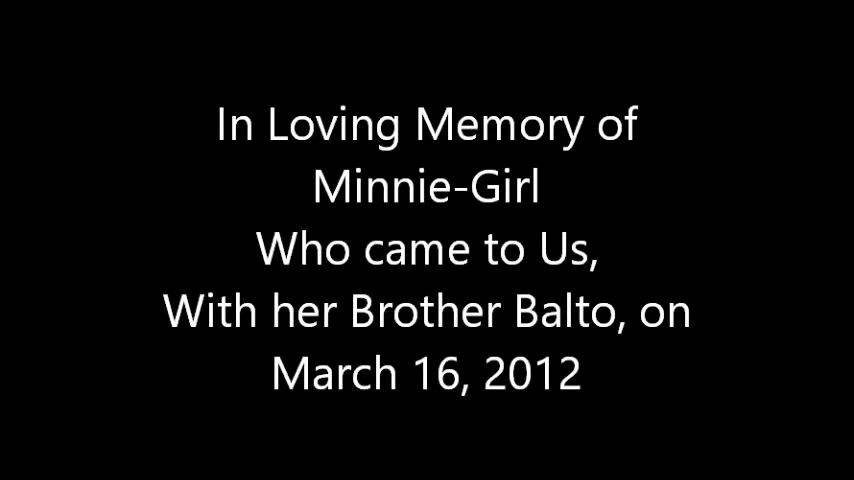 In Loving Memory of
Minnie-Girl
Who came to Us,
With her Brother Balto, on
March 16, 2012